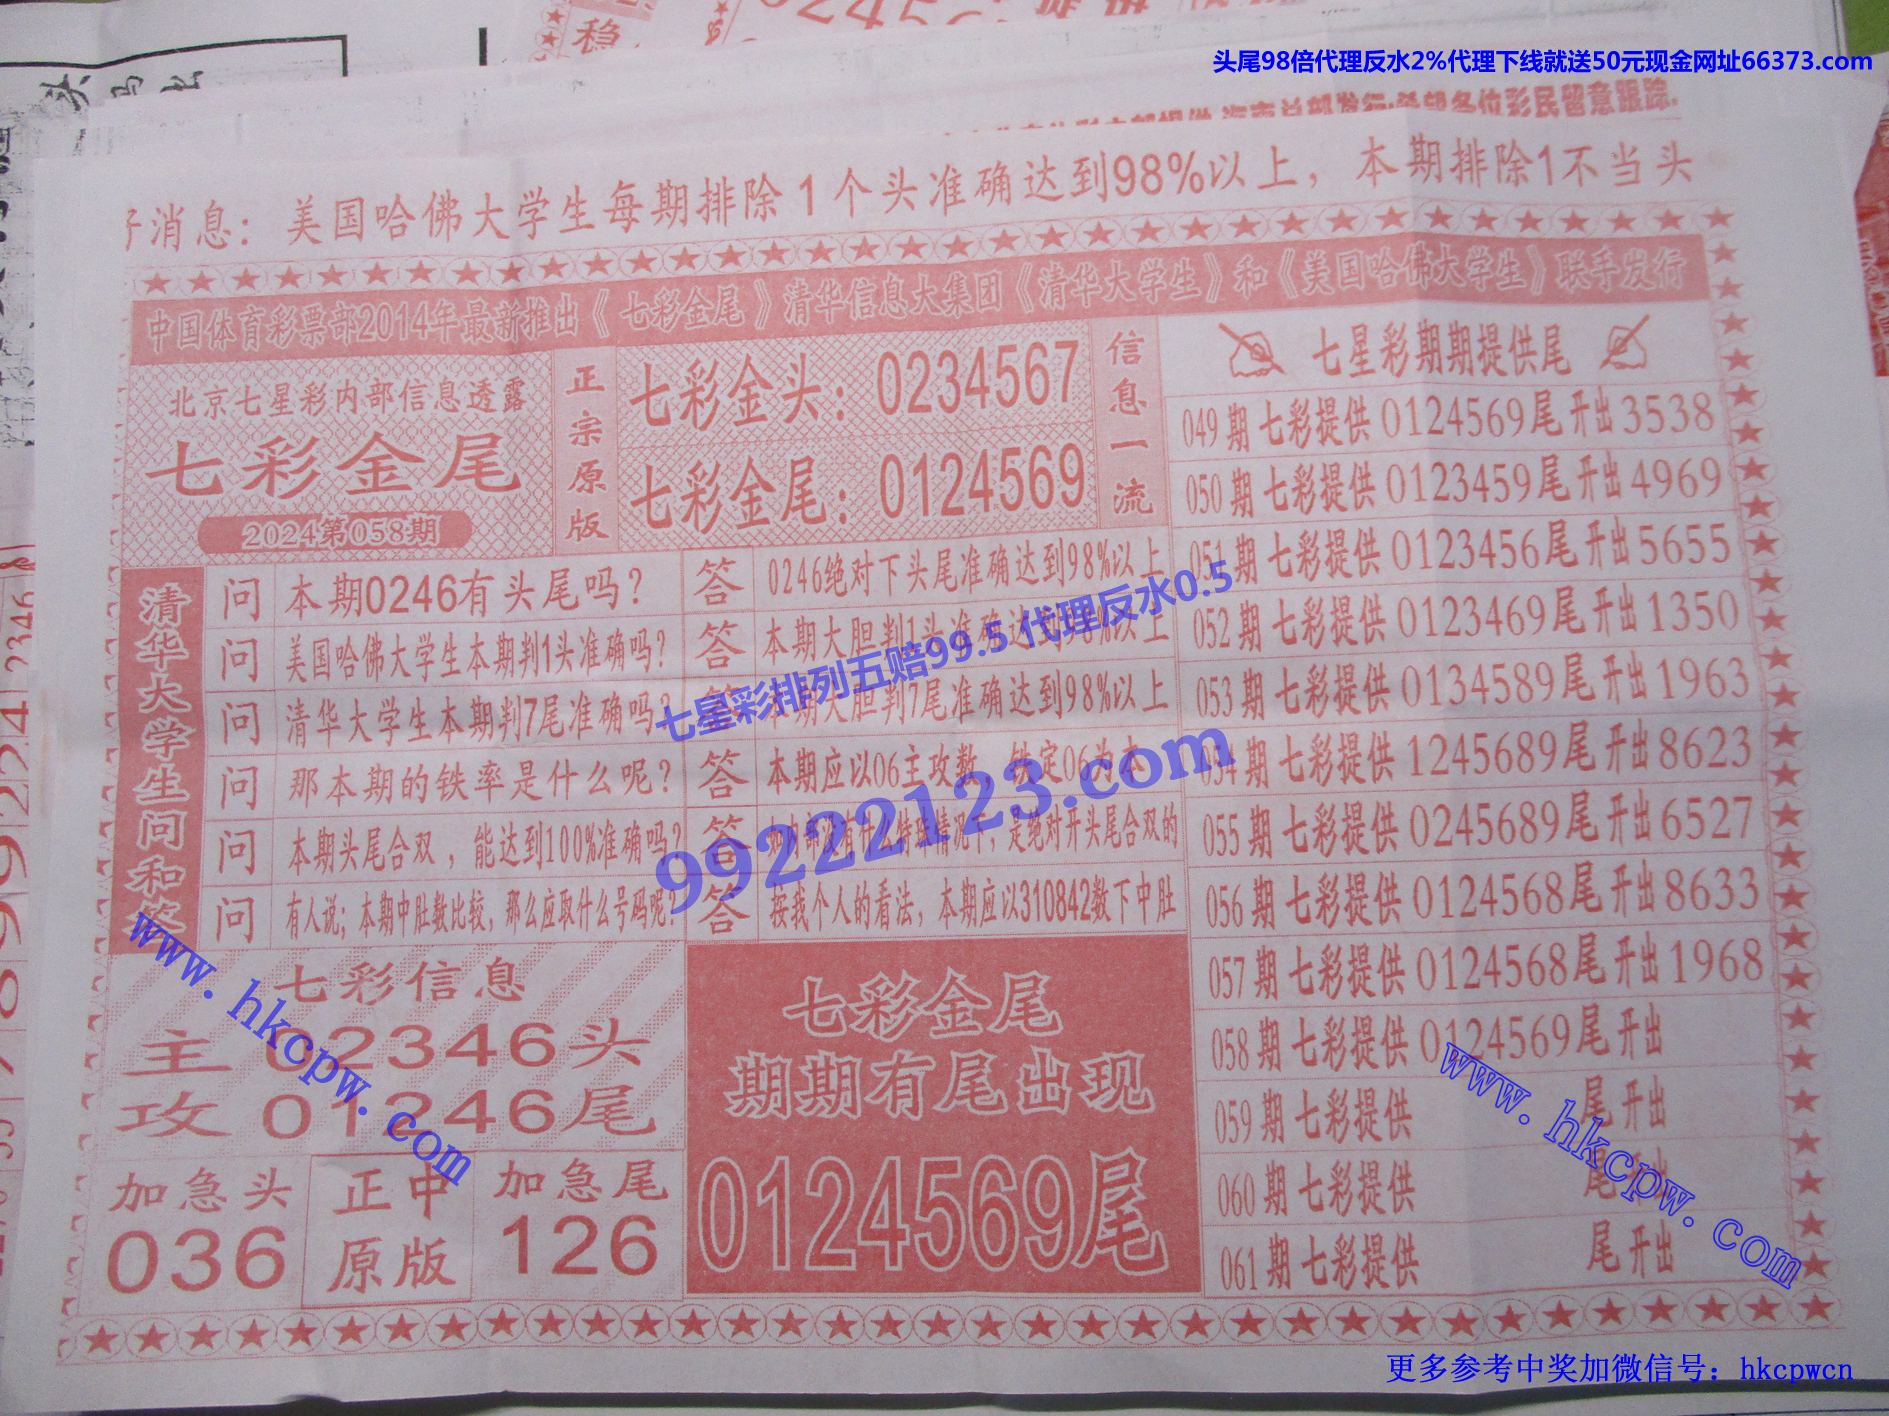 头尾98倍代理反水2%代理下线就送50元现金网址66373.com
各位彩民留意跟踪.
好消息：美国哈佛大学生每期排除1个头准确达到98%以上，本期排除1不当头
中国体育彩票部2014年最新推出《七彩金尾》清华信息大集团《清华大学生》和《美国哈佛大学生》联手发行
北京七星彩内部信息透露
七彩金尾
2024第058期
正宗原版
七彩金头：0234567
七彩金尾：0124569
信息一流
清华大学生问和答
问 本期0246有头尾吗？ 答 0246绝对下头尾准确达到98%以上
问 美国哈佛大学生本期判1头准确吗？ 答 本期大胆判1头准确达到98%以上
问 清华大学生本期判7尾准确吗？ 答 本期大胆判7尾准确达到98%以上
问 那本期的铁率是什么呢？ 答 本期应以06主攻数，铁定06为本
问 本期头尾合双，能达到100%准确吗？ 答 如内部没有什么特殊情况下，是绝对开头尾合双的
问 有人说；本期中肚数比较，那么应取什么号码呢？ 答 按我个人的看法，本期应以310842数下中肚
七彩信息
主 02346头
攻 01246尾
加急头
036
正中
原版
加急尾
126
七彩金尾
期期有尾出现
0124569尾
七星彩期期提供尾
049期 七彩提供 0124569尾 开出3538
050期 七彩提供 0123459尾 开出4969
051期 七彩提供 0123456尾 开出5655
052期 七彩提供 0123469尾 开出1350
053期 七彩提供 0134589尾 开出1963
054期 七彩提供 1245689尾 开出8623
055期 七彩提供 0245689尾 开出6527
056期 七彩提供 0124568尾 开出8633
057期 七彩提供 0124568尾 开出1968
058期 七彩提供 0124569尾 开出
059期 七彩提供 尾 开出
060期 七彩提供 尾 开出
061期 七彩提供 尾 开出
七星彩排列五赔99.5 代理反水0.5
99222123.com
www.hkcpw.com
www.hkcpw.com
更多参考中奖加微信号：hkcpwcn